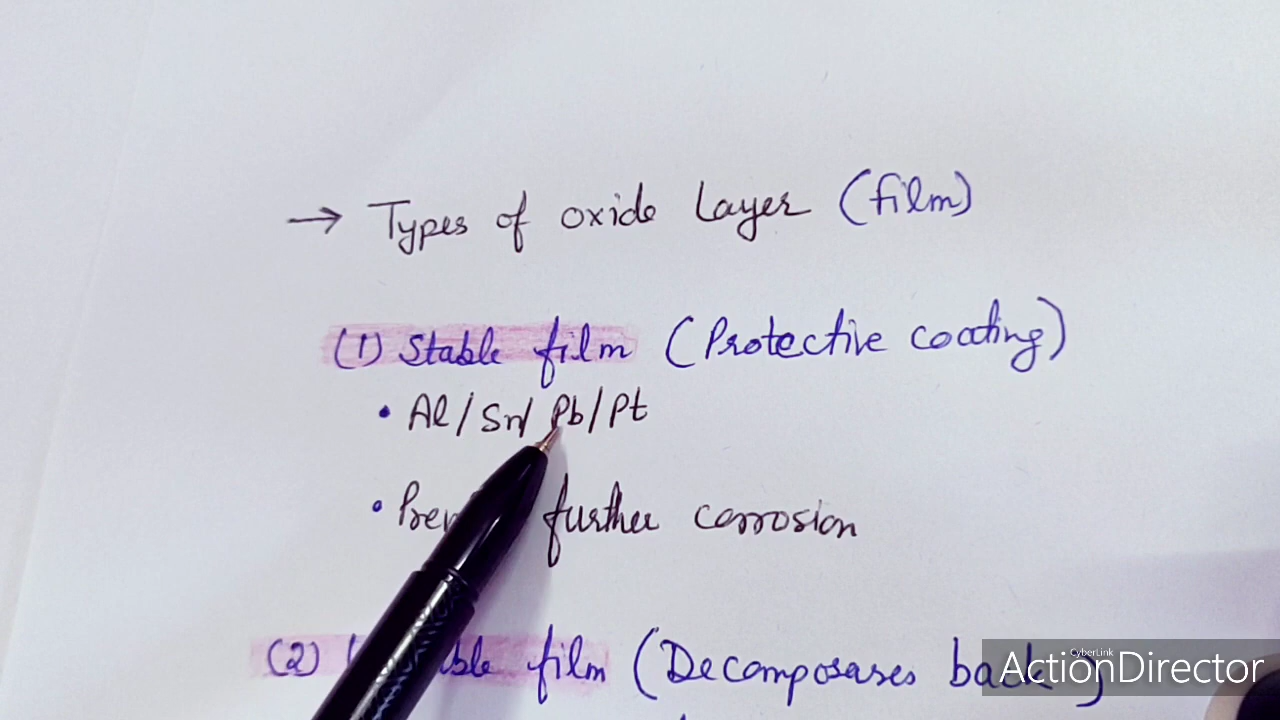 → Types of oxide Layer (film)
(1) Stable film (Protective coating)
• Al/Sn/Pb/Pt
• further corrosion
(2) film (Decomposases back)
CyberLink
ActionDirector